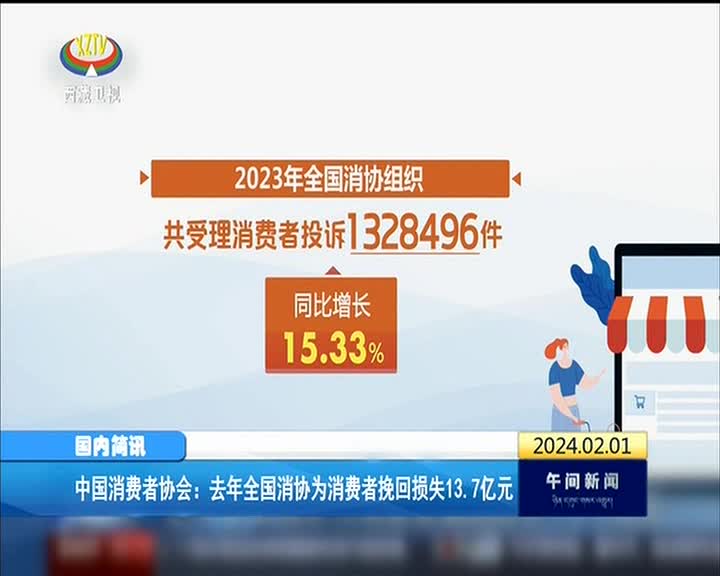 XZTV
西藏卫视
2023年全国消协组织
共受理消费者投诉1328496件
同比增长
15.33%
国内简讯
2024.02.01
中国消费者协会：去年全国消协为消费者挽回损失13.7亿元
午间新闻